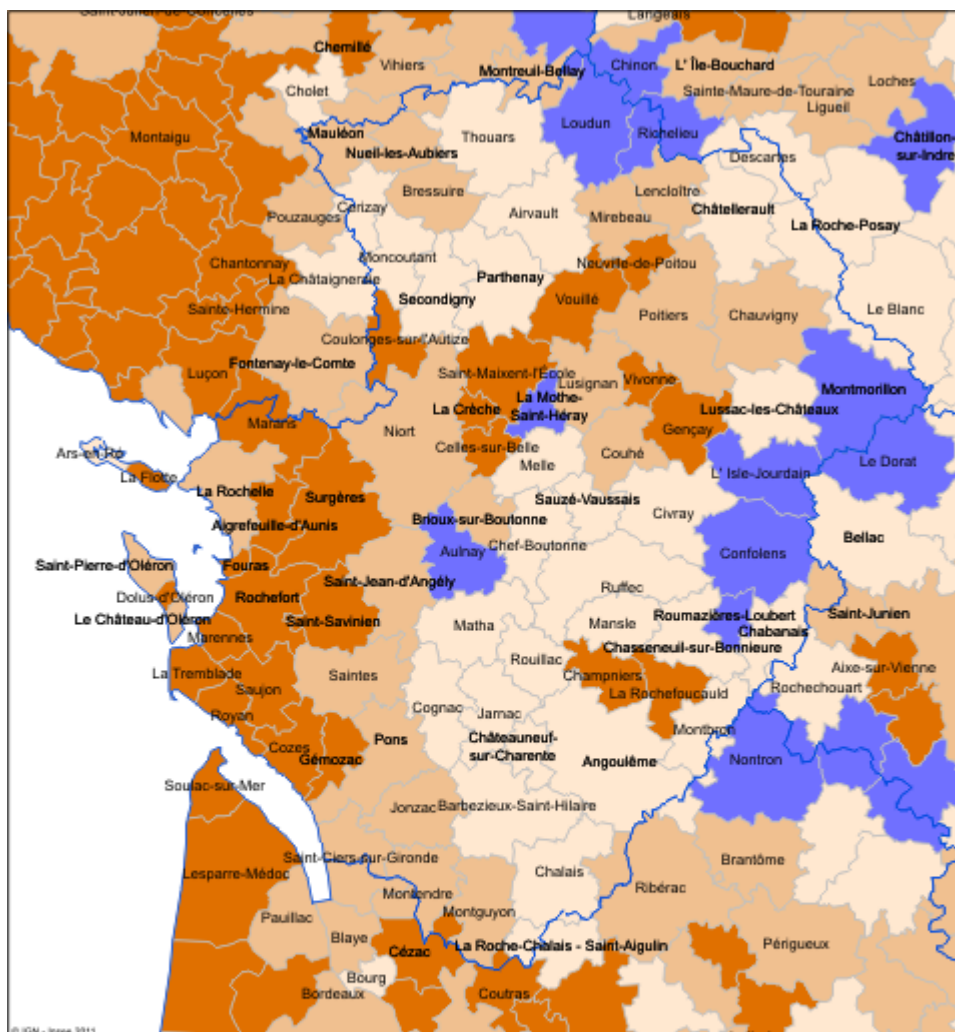 Saint-Julien-de-Concelles
Langeais
Chemillé
Vihiers
Montreuil-Bellay
Chinon
L' Île-Bouchard
Loches
Cholet
Sainte-Maure-de-Touraine
Ligueil
Montaigu
Mauléon
Thouars
Loudun
Richelieu
Châtillon-
sur-Indre
Nueil-les-Aubiers
Descartes
Bressuire
Lencloître
Cerizay
Pouzauges
Airvault
Mirebeau
Châtellerault
La Roche-Posay
Moncoutant
Chantonnay
La Châtaigneraie
Parthenay
Neuville-de-Poitou
Secondigny
Vouillé
Le Blanc
Sainte-Hermine
Poitiers
Chauvigny
Coulonges-sur-l'Autize
Fontenay-le-Comte
Luçon
Saint-Maixent-l'École
Lusignan
Vivonne
Montmorillon
La Mothe-
Saint-Héray
La Crèche
Lussac-les-Châteaux
Marans
Niort
Gençay
Celles-sur-Belle
Couhé
Ars-en Ré
Melle
L' Isle-Jourdain
Le Dorat
La Flotte
La Rochelle
Surgères
Sauzé-Vaussais
Civray
Aigrefeuille-d'Aunis
Brioux-sur-Boutonne
Bellac
Chef-Boutonne
Aulnay
Confolens
Saint-Pierre-d'Oléron
Fouras
Saint-Jean-d'Angély
Ruffec
Dolus-d'Oléron
Rochefort
Le Château-d'Oléron
Saint-Savinien
Roumazières-Loubert
Saint-Junien
Matha
Mansle
Chabanais
Marennes
Chasseneuil-sur-Bonnieure
Rouillac
Aixe-sur-Vienne
La Tremblade
Saintes
Champniers
Saujon
La Rochefoucauld
Rochechouart
Cognac
Jarnac
Royan
Montbron
Pons
Châteauneuf-
sur-Charente
Cozes
Gémozac
Angoulême
Nontron
Soulac-sur-Mer
Jonzac
Barbezieux-Saint-Hilaire
Saint-Ciers-sur-Gironde
Brantôme
Lesparre-Médoc
Chalais
Ribérac
Montendre
Pauillac
Montguyon
Blaye
Cézac
La Roche-Chalais - Saint-Aigulin
Périgueux
Bourg
Bordeaux
Coutras
© IGN - Insee 2011